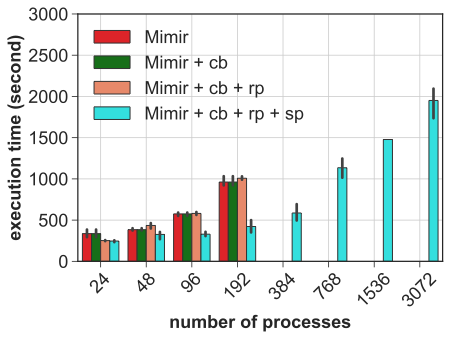 3000
2500
2000
1500
1000
500
0
execution time (second)
Mimir
Mimir + cb
Mimir + cb + rp
Mimir + cb + rp + sp
24
48
96
192
384
768
1536
3072
number of processes